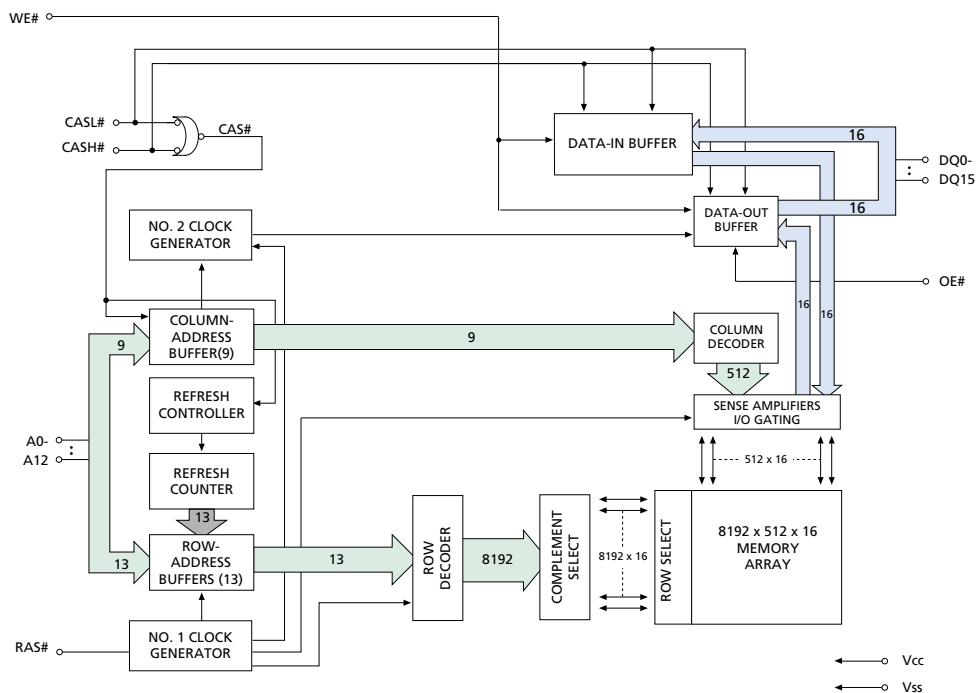 WE#
CASL#
CASH#
CAS#
DATA-IN BUFFER
16
DQ0-
DQ15
16
DATA-OUT
BUFFER
NO. 2 CLOCK
GENERATOR
OE#
16
16
COLUMN-
ADDRESS
BUFFER(9)
9
9
COLUMN
DECODER
512
REFRESH
CONTROLLER
SENSE AMPLIFIERS
I/O GATING
A0-
A12
REFRESH
COUNTER
512 x 16
13
ROW-
ADDRESS
BUFFERS (13)
13
13
ROW
DECODER
8192
COMPLEMENT
SELECT
8192 x 16
ROW SELECT
8192 x 512 x 16
MEMORY
ARRAY
RAS#
NO. 1 CLOCK
GENERATOR
Vcc
Vss